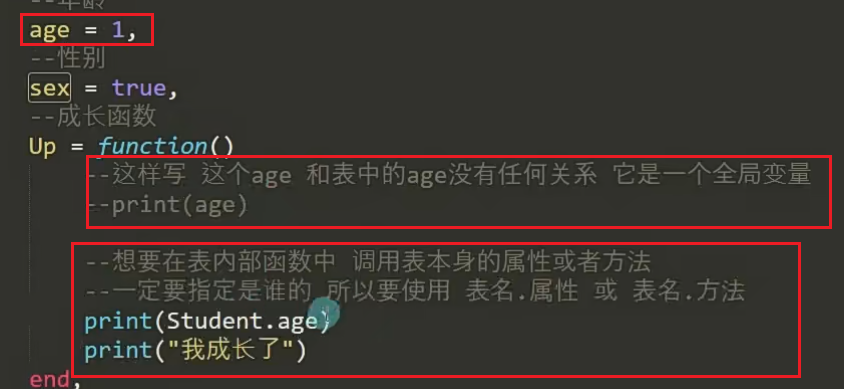 --年龄
age = 1,
--性别
sex = true,
--成长函数
Up = function()
--这样写 这个age 和表中的age没有任何关系 它是一个全局变量
--print(age)
--想要在表内部函数中 调用表本身的属性或者方法
--一定要指定是谁的 所以要使用 表名.属性 或 表名.方法
print(Student.age)
print("我成长了")
end,